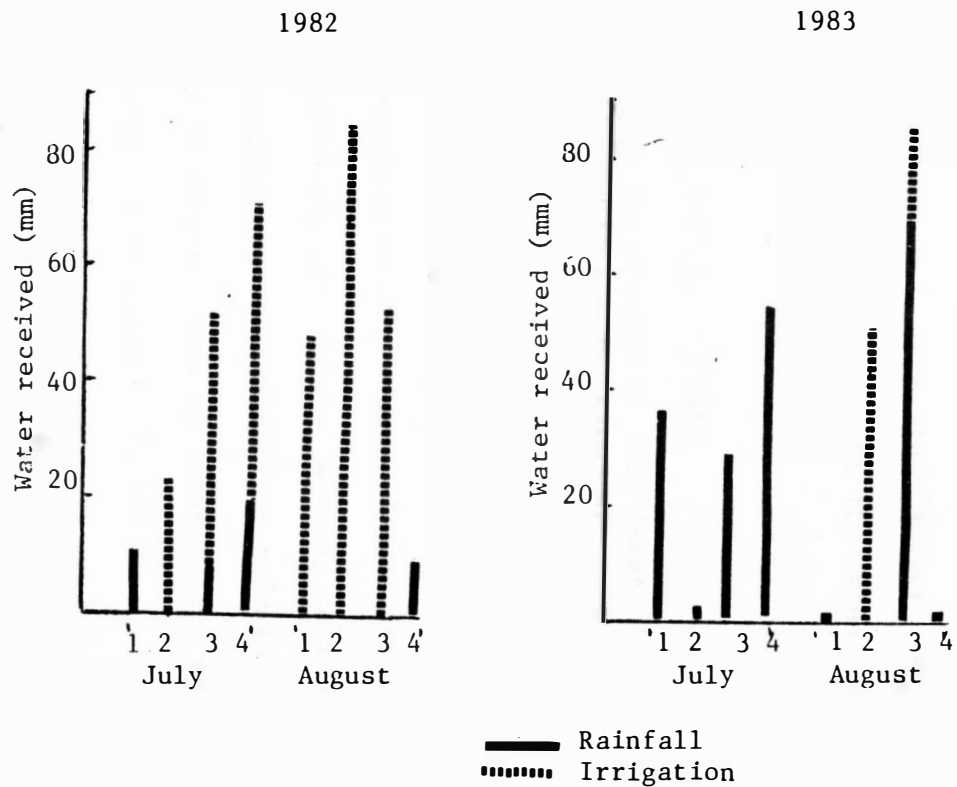 1982
1983
Water received (mm)
80
60
40
20
1 2 3 4 1 2 3 4
July August
Water received (mm)
80
60
40
20
1 2 3 4 1 2 3 4
July August
Rainfall
Irrigation